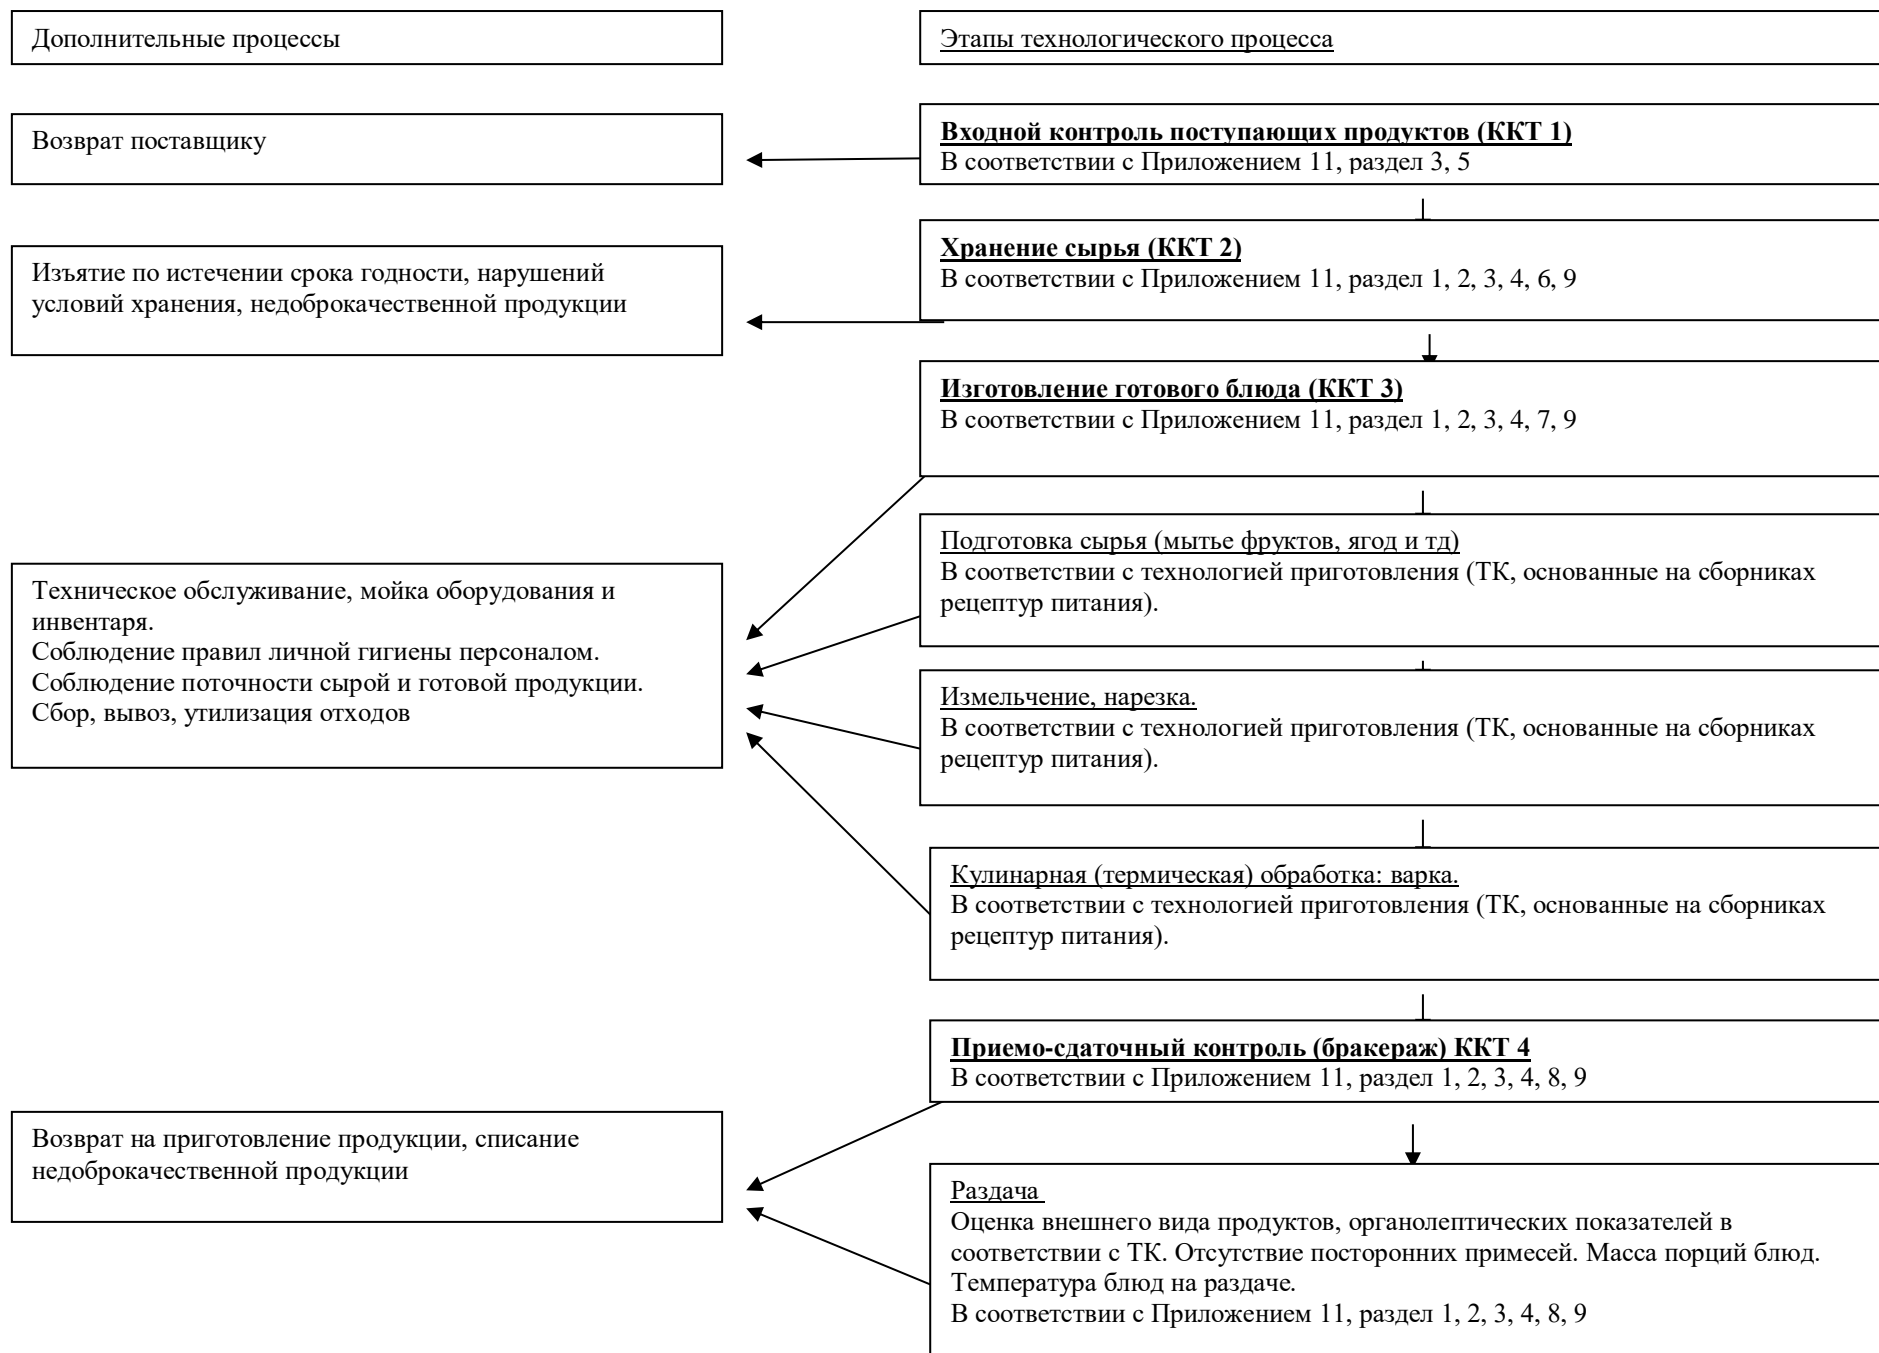 Дополнительные процессы
Этапы технологического процесса
Возврат поставщику
Входной контроль поступающих продуктов (ККТ 1)
В соответствии с Приложением 11, раздел 3, 5
Хранение сырья (ККТ 2)
В соответствии с Приложением 11, раздел 1, 2, 3, 4, 6, 9
Изъятие по истечении срока годности, нарушений
условий хранения, недоброкачественной продукции
Изготовление готового блюда (ККТ 3)
В соответствии с Приложением 11, раздел 1, 2, 3, 4, 7, 9
Подготовка сырья (мытье фруктов, ягод и тд)
В соответствии с технологией приготовления (ТК, основанные на сборниках
рецептур питания).
Техническое обслуживание, мойка оборудования и
инвентаря.
Соблюдение правил личной гигиены персоналом.
Соблюдение поточности сырой и готовой продукции.
Сбор, вывоз, утилизация отходов
Измельчение, нарезка.
В соответствии с технологией приготовления (ТК, основанные на сборниках
рецептур питания).
Кулинарная (термическая) обработка: варка.
В соответствии с технологией приготовления (ТК, основанные на сборниках
рецептур питания).
Приемо-сдаточный контроль (бракераж) ККТ 4
В соответствии с Приложением 11, раздел 1, 2, 3, 4, 8, 9
Возврат на приготовление продукции, списание
недоброкачественной продукции
Раздача
Оценка внешнего вида продуктов, органолептических показателей в
соответствии с ТК. Отсутствие посторонних примесей. Масса порций блюд.
Температура блюд на раздаче.
В соответствии с Приложением 11, раздел 1, 2, 3, 4, 8, 9